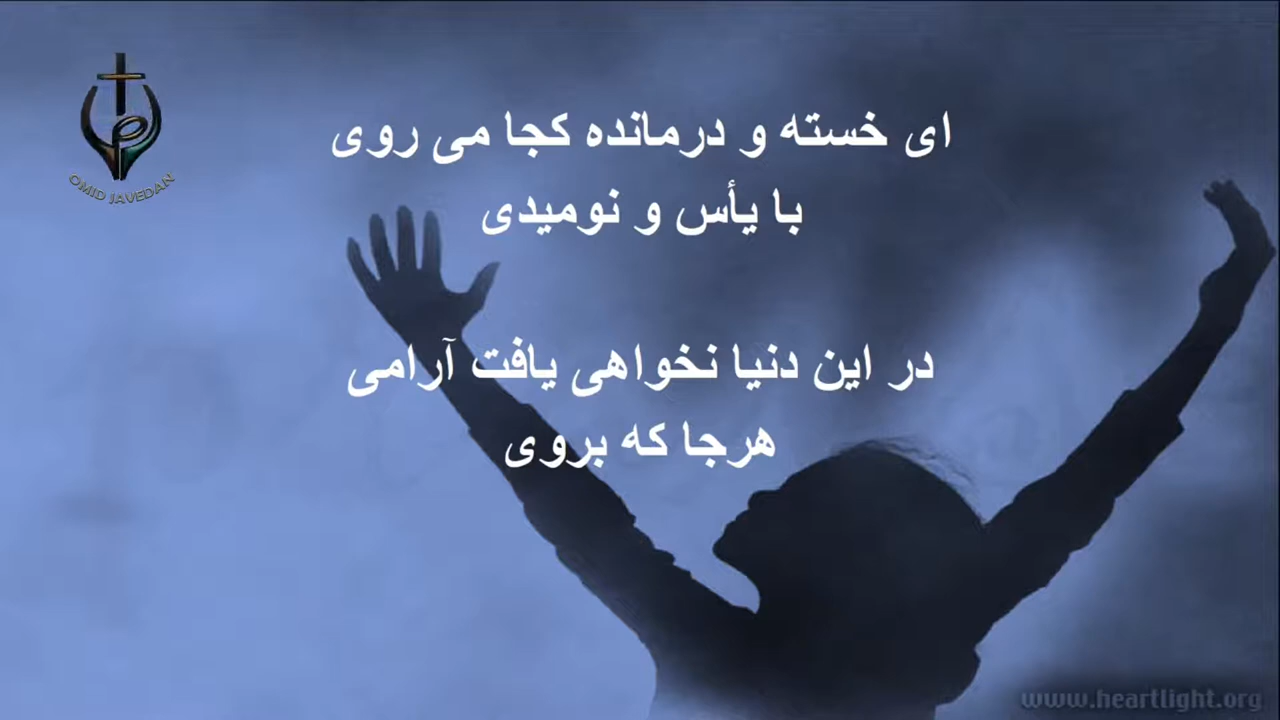 OMID JAVEDAN
ای خسته و درمانده کجا می روی
با یأس و نومیدی
در این دنیا نخواهی یافت آرامی
هرجا که بروی
www.heartlight.org